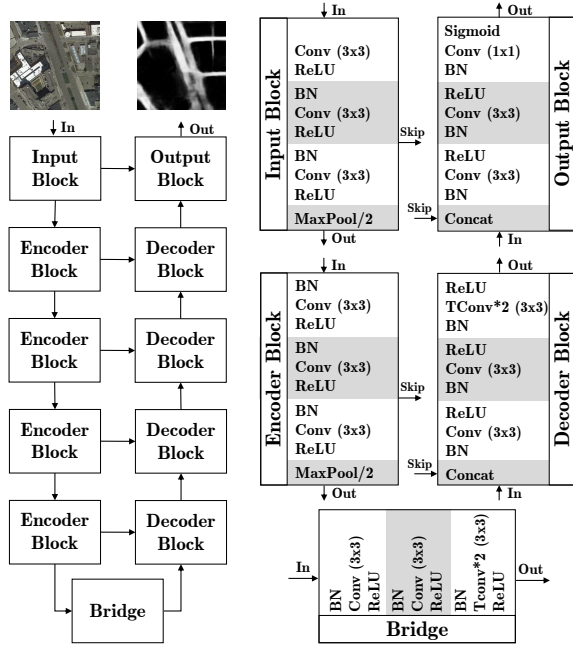 In
Out
Input
Block
Output
Block
Encoder
Block
Decoder
Block
Encoder
Block
Decoder
Block
Encoder
Block
Decoder
Block
Encoder
Block
Decoder
Block
Bridge
In
Input Block
Conv (3x3)
ReLU
BN
Conv (3x3)
ReLU
BN
Conv (3x3)
ReLU
MaxPool/2
Skip
Out
Out
Output Block
Sigmoid
Conv (1x1)
BN
ReLU
Conv (3x3)
BN
ReLU
Conv (3x3)
BN
Skip
Concat
In
In
Encoder Block
BN
Conv (3x3)
ReLU
BN
Conv (3x3)
ReLU
BN
Conv (3x3)
ReLU
MaxPool/2
Skip
Out
Out
Decoder Block
ReLU
TConv*2 (3x3)
BN
ReLU
Conv (3x3)
BN
ReLU
Conv (3x3)
BN
Skip
Concat
In
In
BN
Conv (3x3)
ReLU
BN
Conv (3x3)
ReLU
BN
Tconv*2 (3x3)
ReLU
Out
Bridge